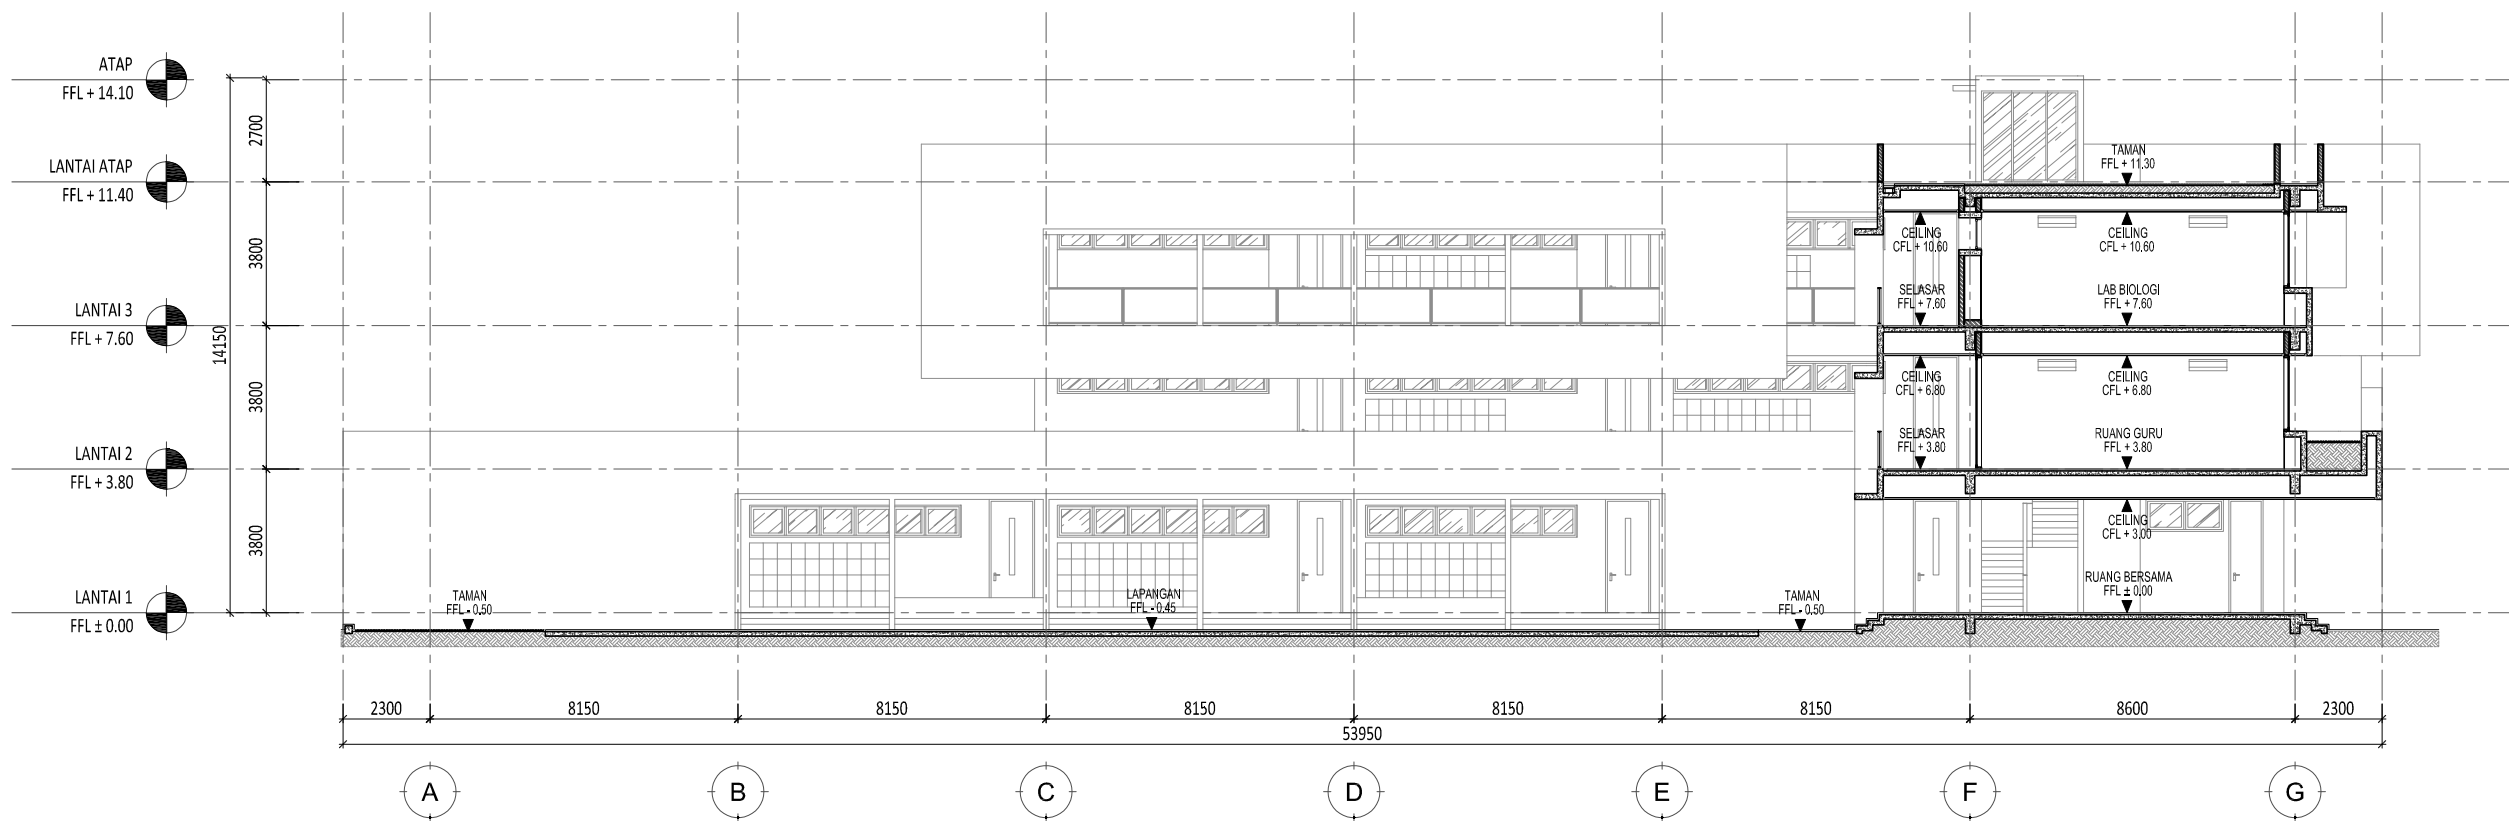 ATAP
FFL + 14.10
LANTAI ATAP
FFL + 11.40
LANTAI 3
FFL + 7.60
LANTAI 2
FFL + 3.80
LANTAI 1
FFL ± 0.00
14150
2700
3800
3800
3800
TAMAN
FFL + 11.30
CEILING
CFL + 10.60
CEILING
CFL + 10.60
SELASAR
FFL + 7.60
LAB BIOLOGI
FFL + 7.60
CEILING
CFL + 6.80
CEILING
CFL + 6.80
SELASAR
FFL + 3.80
RUANG GURU
FFL + 3.80
CEILING
CFL + 3.00
RUANG BERSAMA
FFL ± 0.00
TAMAN
FFL - 0.50
LAPANGAN
FFL - 0.45
TAMAN
FFL - 0.50
2300
8150
8150
8150
8150
8150
8600
2300
53950
A
B
C
D
E
F
G